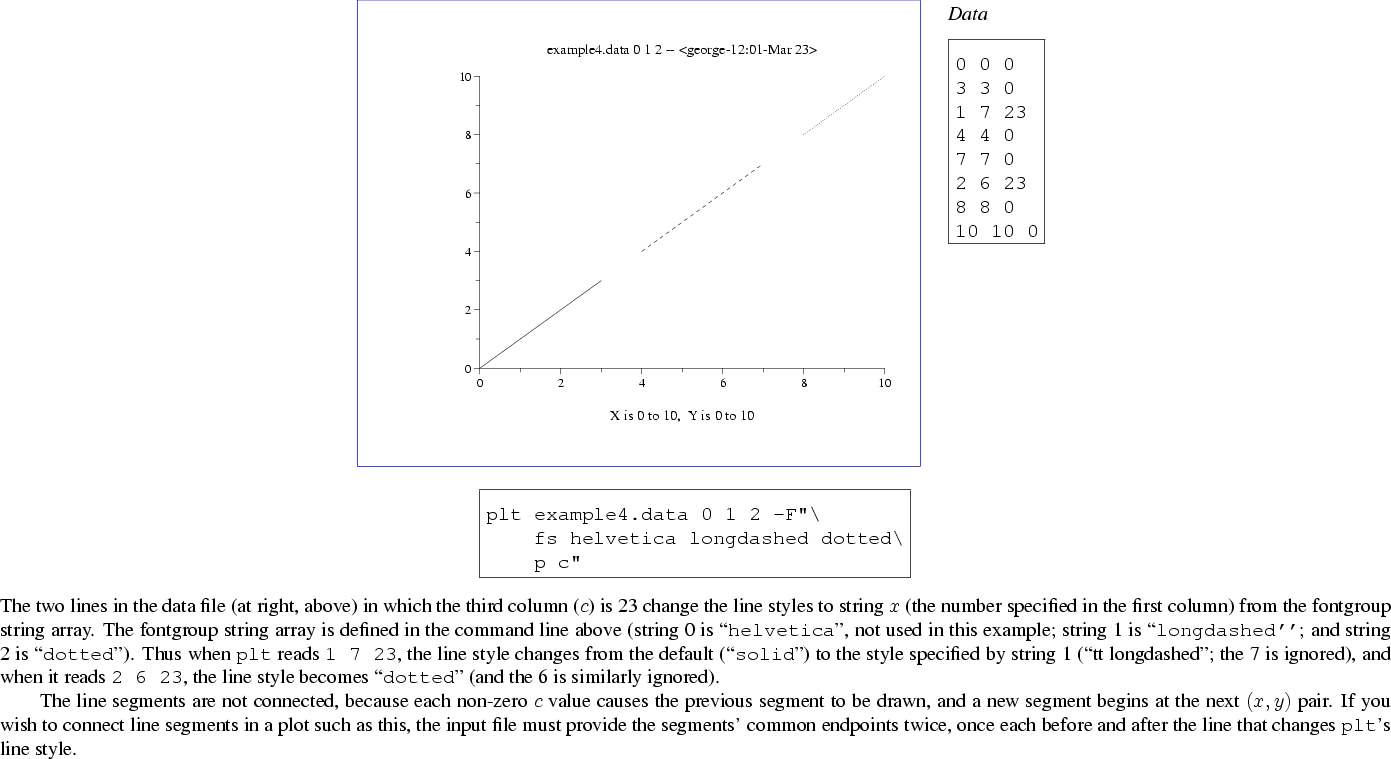 example4.data 0 1 2 -- <george-12:01-Mar 23>
10
8
6
4
2
0
0 2 4 6 8 10
X is 0 to 10, Y is 0 to 10
Data
0 0 0
3 3 0
1 7 23
4 4 0
7 7 0
2 6 23
8 8 0
10 10 0
plt example4.data 0 1 2 -F"\
fs helvetica longdashed dotted\
p c"
The two lines in the data file (at right, above) in which the third column (c) is 23 change the line styles to string x (the number specified in the first column) from the fontgroup
string array. The fontgroup string array is defined in the command line above (string 0 is “helvetica”, not used in this example; string 1 is “longdashed''; and string
2 is “dotted”). Thus when plt reads 1 7 23, the line style changes from the default (“solid”) to the style specified by string 1 (“tt longdashed”; the 7 is ignored), and
when it reads 2 6 23, the line style becomes “dotted” (and the 6 is similarly ignored).
The line segments are not connected, because each non-zero c value causes the previous segment to be drawn, and a new segment begins at the next (x, y) pair. If you
wish to connect line segments in a plot such as this, the input file must provide the segments’ common endpoints twice, once each before and after the line that changes plt’s
line style.